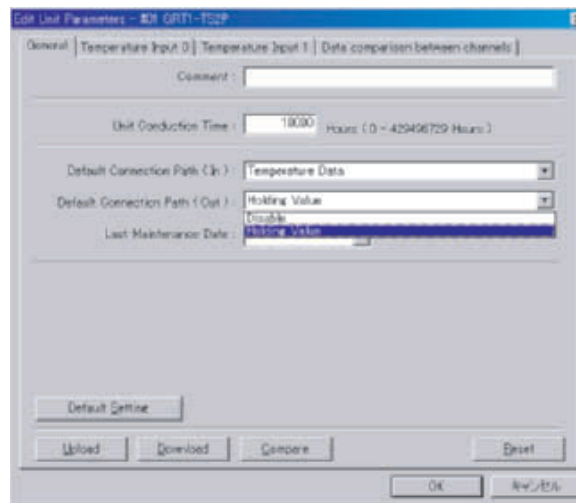 Edit Unit Parameters - #01 GRT1-TS2P
General
Temperature Input 0
Temperature Input 1
Data comparison between channels
Comment :
Unit Conduction Time :
Hours ( 0 - 429496729 Hours )
Default Connection Path ( In ) :
Temperature Data
Default Connection Path ( Out ) :
Holding Value
Disable
Last Maintenance Date :
Holding Value
Default Setting
Upload
Download
Compare
Reset
OK
キャンセル